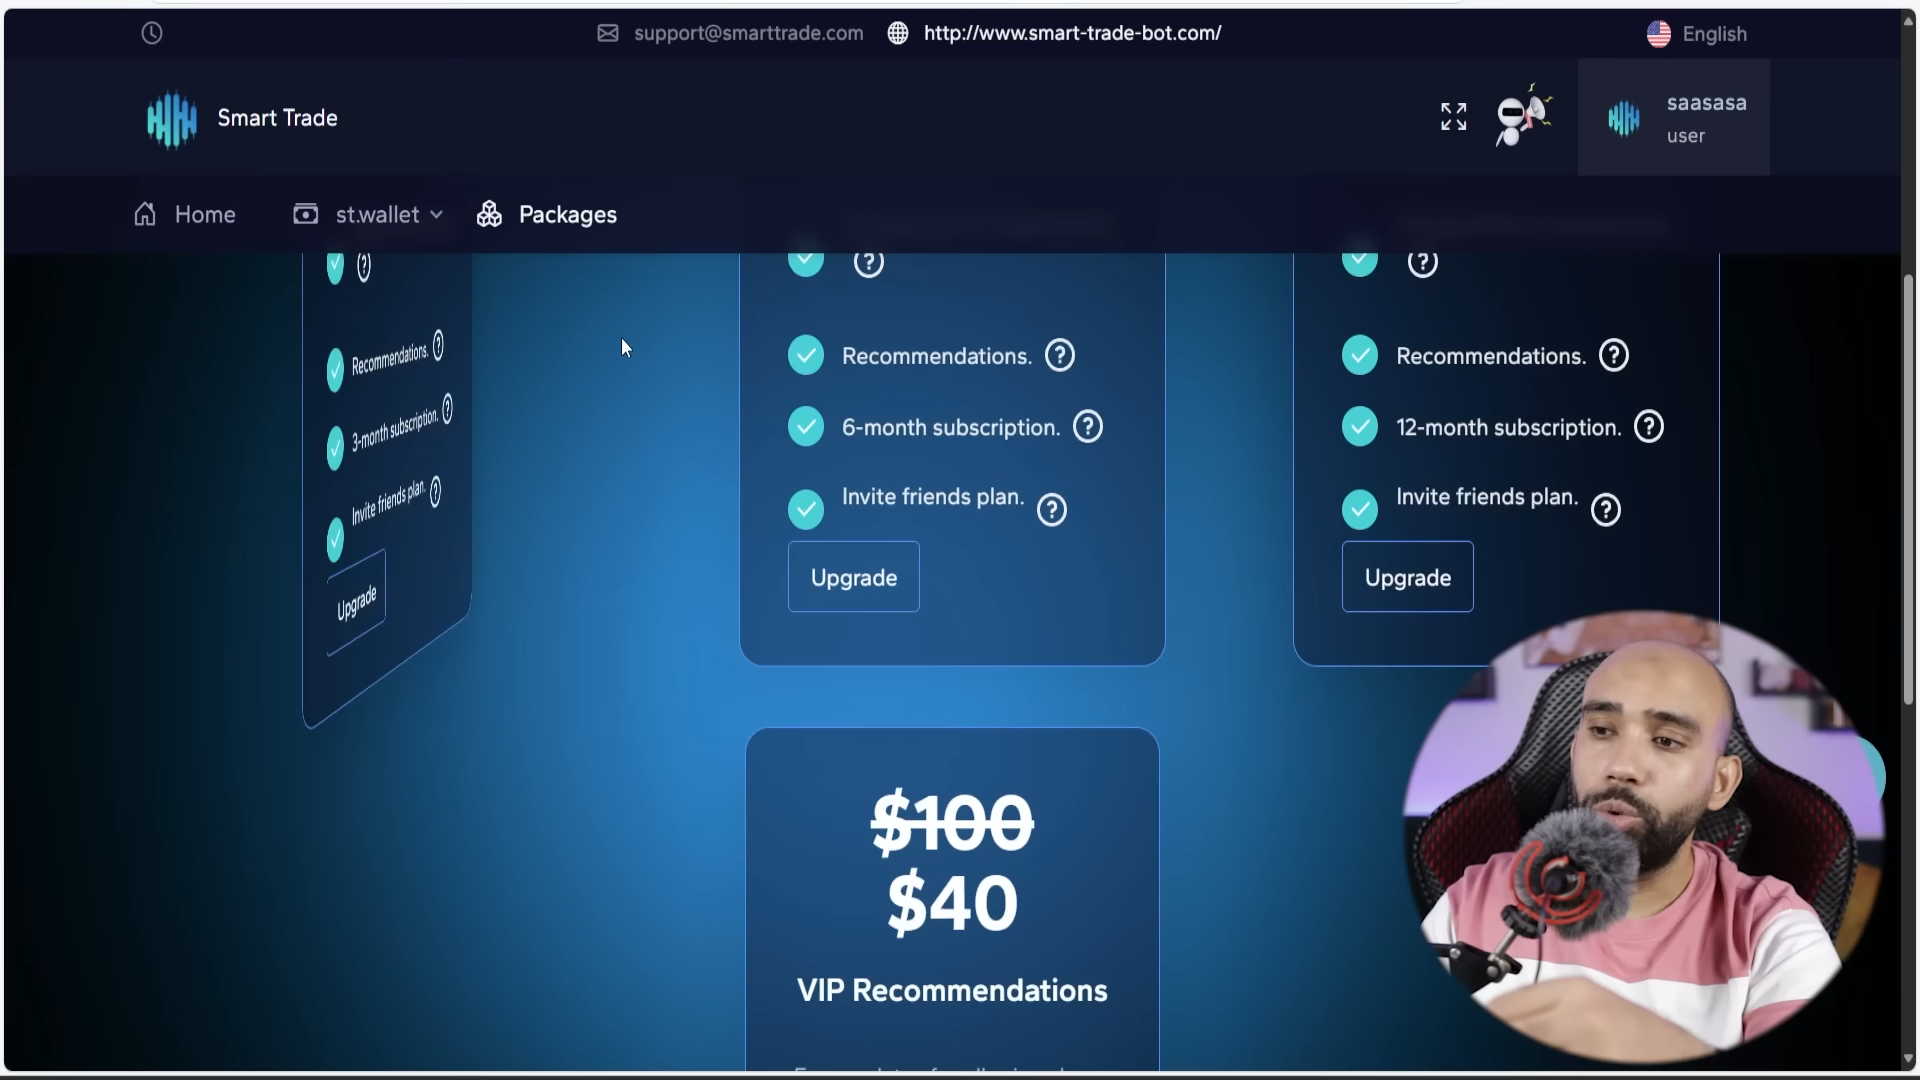 support@smarttrade.com
http://www.smart-trade-bot.com/
English
Smart Trade
saasasa
user
Home
st.wallet
Packages
Recommendations.
3-month subscription.
Invite friends plan.
Upgrade
Recommendations.
6-month subscription.
Invite friends plan.
Upgrade
Recommendations.
12-month subscription.
Invite friends plan.
Upgrade
$100
$40
VIP Recommendations